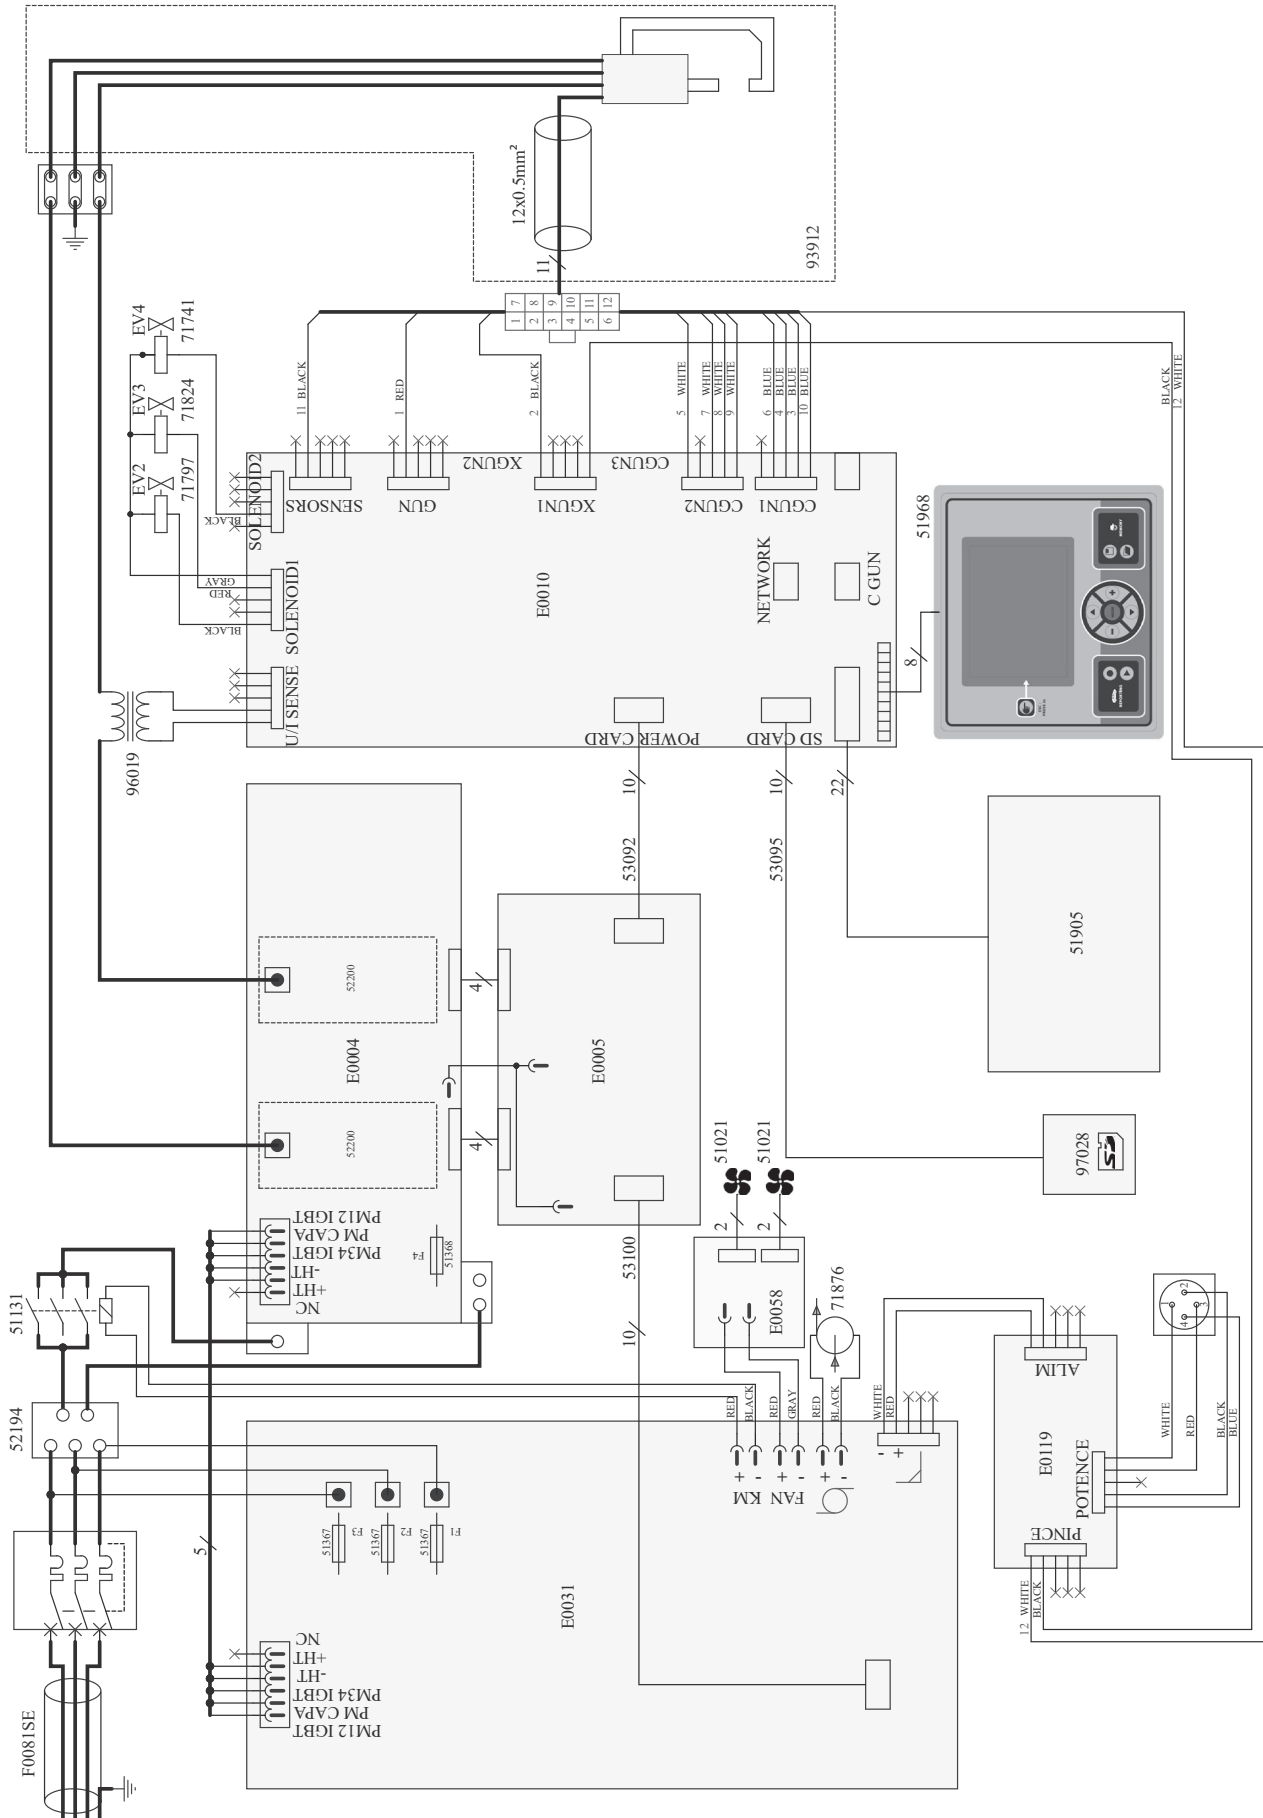 F0081SE
52194
51131
96019
EV2
71797
EV3
71824
EV4
71741
12x0.5mm²
11
93912
1 7
2 8
3 9
4 10
5 11
6 12
U/I SENSE
SOLENOID1
BLACK
RED
GRAY
SOLENOID2
BLACK
SENSORS
11 BLACK
GUN
1 RED
XGUN2
XGUN1
2 BLACK
CGUN3
CGUN2
5 WHITE
7 WHITE
8 WHITE
9 WHITE
CGUN1
6 BLUE
4 BLUE
3 BLUE
10 BLUE
BLACK
12 WHITE
E0010
NETWORK
C GUN
POWER CARD
SD CARD
10
53092
10
53095
22
8
51968
51905
97028
E0004
52200
52200
4
4
E0005
NC
+HT
-HT
PM34 IGBT
PM CAPA
PM12 IGBT
F4
51368
53100
10
51021
51021
2
2
E0058
71876
RED
BLACK
RED
GRAY
RED
BLACK
WHITE
RED
+ - KM
+ - FAN
+ -
- +
51367
F3
51367
F2
51367
F1
5
E0031
NC
+HT
-HT
PM34 IGBT
PM CAPA
PM12 IGBT
ALIM
E0119
POTENCE
PINCE
WHITE
RED
BLACK
BLUE
1
2
3
4
12 WHITE
BLACK